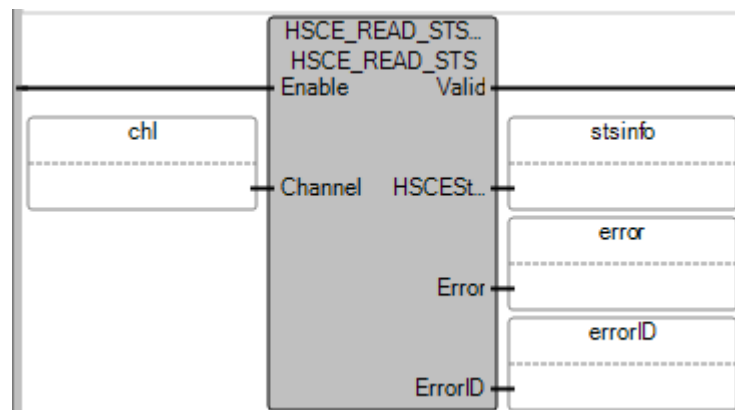 HSCE_READ_STS...
HSCE_READ_STS
Enable Valid
chl stsinfo
Channel HSCESt...
error
Error
errorID
ErrorID